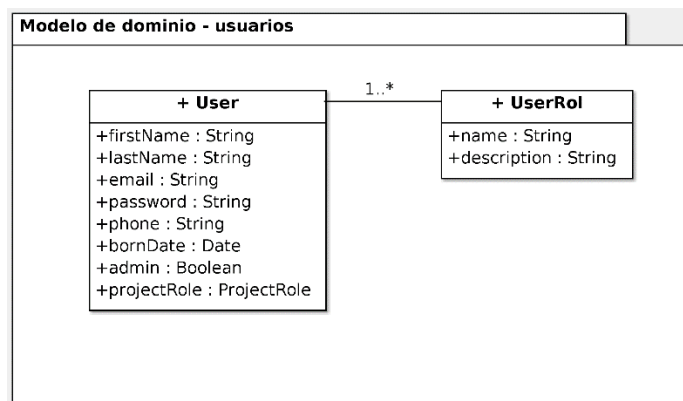 Modelo de dominio - usuarios
1..*
+ User
+firstName : String
+lastName : String
+email : String
+password : String
+phone : String
+bornDate : Date
+admin : Boolean
+projectRole : ProjectRole
+ UserRol
+name : String
+description : String